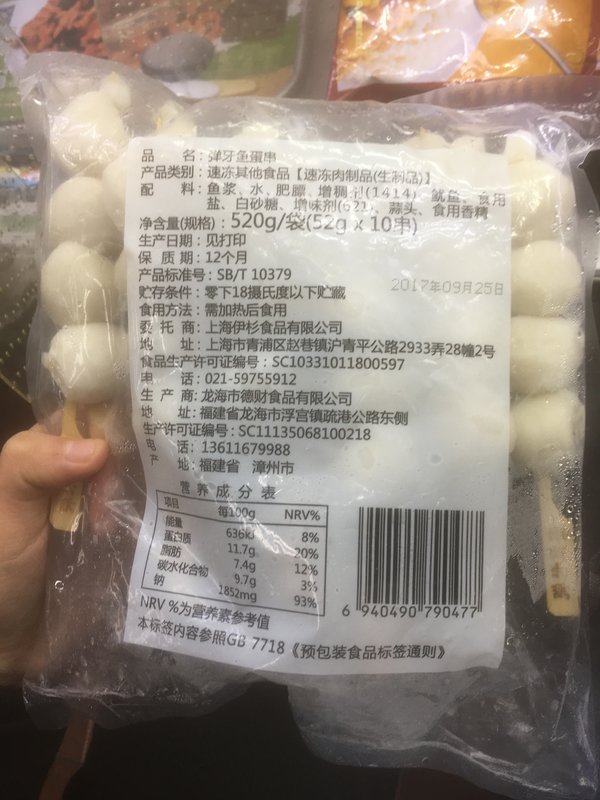 品 名：弹牙鱼蛋串
产品类别：速冻其他食品【速冻肉制品(生制品)】
配 料：鱼浆、水、肥膘、增稠剂(1414)、鱿鱼、食用
盐、白砂糖、增味剂(621)、蒜头、食用香精
净含量(规格)：520g/袋(52g x 10串)
生产日期：见打印
保 质 期：12个月
产品标准号：SB/T 10379
2017年09月25日
贮存条件：零下18摄氏度以下贮藏
食用方法：需加热后食用
委 托 商：上海伊杉食品有限公司
地 址：上海市青浦区赵巷镇沪青平公路2933弄28幢2号
食品生产许可证编号：SC10331011800597
电 话：021-59755912
生 产 商：龙海市德财食品有限公司
地 址：福建省龙海市浮宫镇疏港公路东侧
生产许可证编号：SC11135068100218
电 话：13611679988
产 地：福建省 漳州市
营 养 成 分 表
项目 每100g NRV%
能量 636kJ 8%
蛋白质 11.7g 20%
脂肪 7.4g 12%
碳水化合物 9.7g 3%
钠 1852mg 93%
NRV %为营养素参考值
本标签内容参照GB 7718《预包装食品标签通则》
6 940490 790477